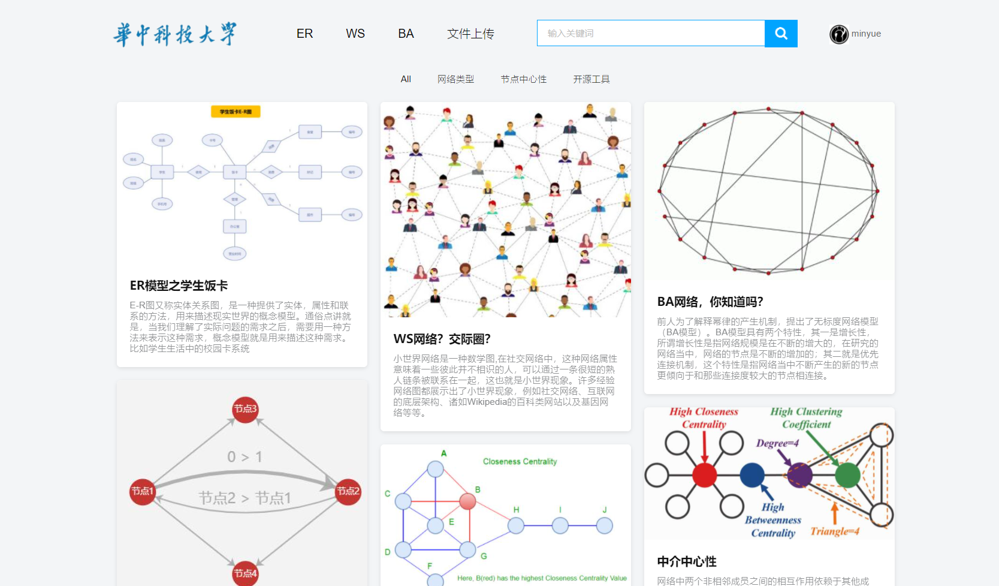 華中科技大学
ER
WS
BA
文件上传
输入关键词
minyue
All
网络类型
节点中心性
开源工具
学生饭卡E-R图
ER模型之学生饭卡
E-R图又称实体关系图，是一种提供了实体，属性和联
系的方法，用来描述现实世界的概念模型。通俗点讲就
是，当我们理解了实际问题的需求之后，需要用一种方
法来表示这种需求，概念模型就是用来描述这种需求。
比如学生生活中的校园卡系统
节点3
0 > 1
节点1
节点2
节点2 > 节点1
节点4
WS网络？交际圈？
小世界网络是一种数学图,在社交网络中，这种网络属性
意味着一些彼此并不相识的人，可以通过一条很短的熟
人链条被联系在一起，这也就是小世界现象。许多经验
网络图都展示出了小世界现象，例如社交网络、互联网
的底层架构、诸如Wikipedia的百科类网站以及基因网
络等等。
A
Closeness Centrality
C
B
H
I
J
E
D
G
F
Here, B(red) has the highest Closeness Centrality Value
BA网络，你知道吗？
前人为了解释幂律的产生机制，提出了无标度网络模型
（BA模型）。BA模型具有两个特性，其一是增长性，
所谓增长性是指网络规模是在不断的增大的，在研究的
网络当中，网络的节点是不断的增加的；其二就是优先
连接机制，这个特性是指网络当中不断产生的新的节点
更倾向于和那些连接度较大的节点相连接。
High Closeness
Centrality
High Clustering
Coefficient
Degree=4
High
Betweenness
Centrality
Triangle=4
中介中心性
网络中两个非相邻成员之间的相互作用依赖于其他成